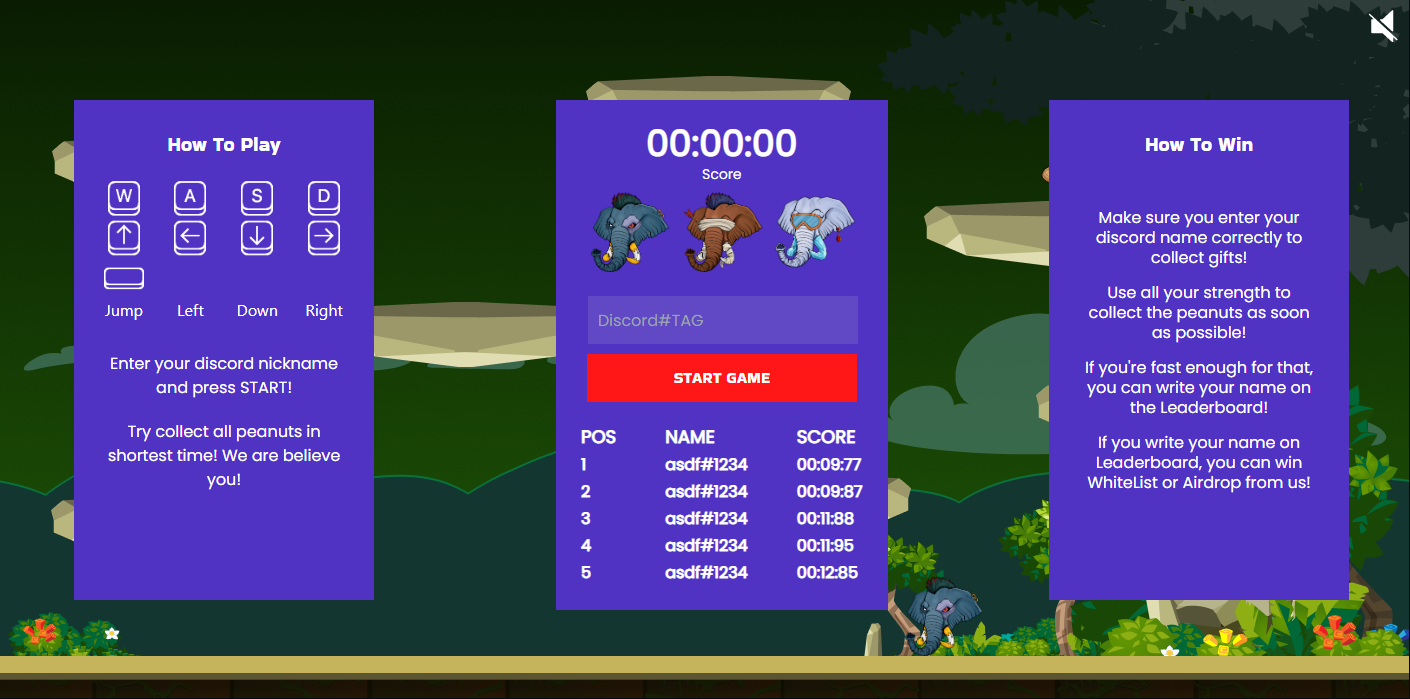 How To Play
W A S D
Jump Left Down Right
Enter your discord nickname
and press START!
Try collect all peanuts in
shortest time! We are believe
you!
00:00:00
Score
Discord#TAG
START GAME
POS NAME SCORE
1 asdf#1234 00:09:77
2 asdf#1234 00:09:87
3 asdf#1234 00:11:88
4 asdf#1234 00:11:95
5 asdf#1234 00:12:85
How To Win
Make sure you enter your
discord name correctly to
collect gifts!
Use all your strength to
collect the peanuts as soon
as possible!
If you're fast enough for that,
you can write your name on
the Leaderboard!
If you write your name on
Leaderboard, you can win
WhiteList or Airdrop from us!